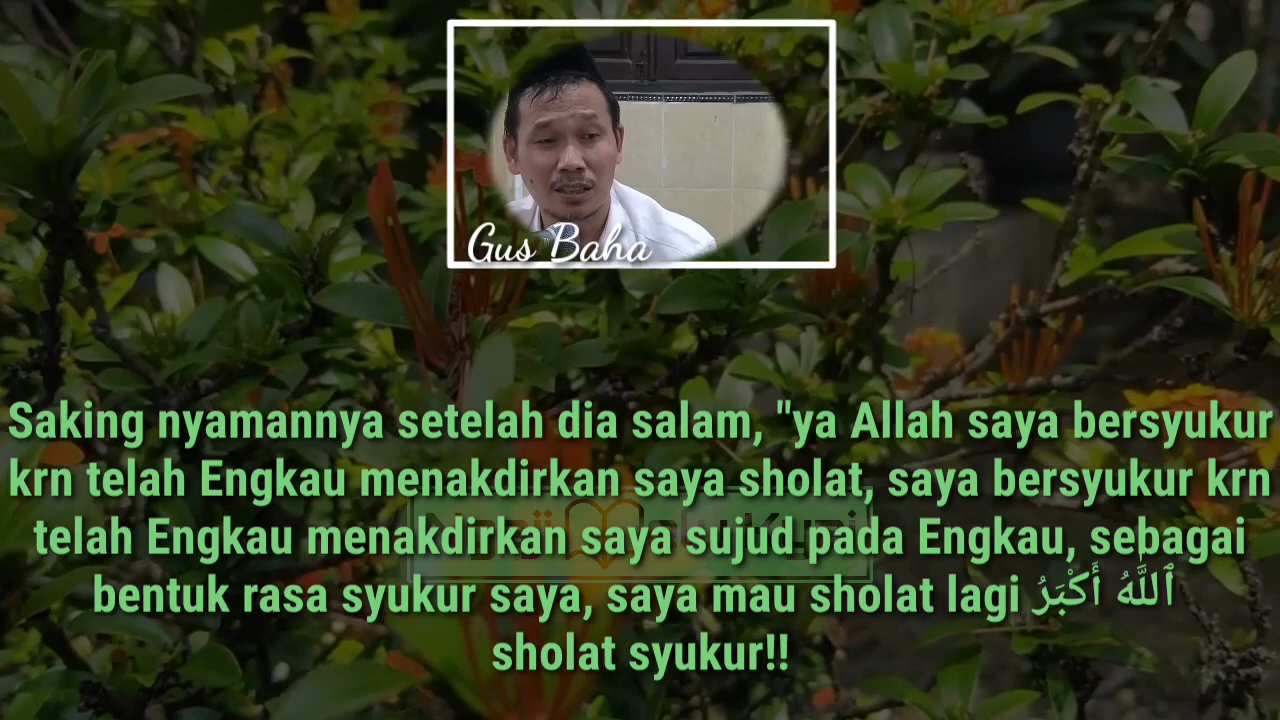 Gus Baha
Saking nyamannya setelah dia salam, "ya Allah saya bersyukur
krn telah Engkau menakdirkan saya sholat, saya bersyukur krn
telah Engkau menakdirkan saya sujud pada Engkau, sebagai
bentuk rasa syukur saya, saya mau sholat lagi ٱللَّٰهُ أَكْبَرُ
sholat syukur!!